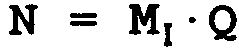 N = M_I · Q